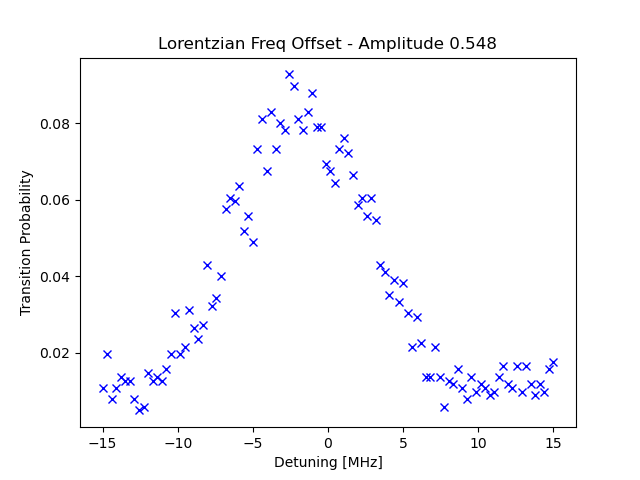 Lorentzian Freq Offset - Amplitude 0.548
Transition Probability
0.08
0.06
0.04
0.02
−15 −10 −5 0 5 10 15
Detuning [MHz]